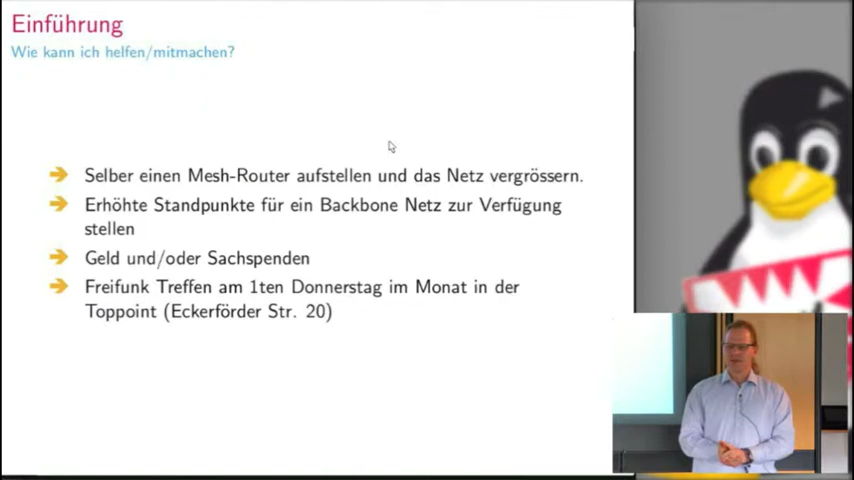 Einführung
Wie kann ich helfen/mitmachen?
➔ Selber einen Mesh-Router aufstellen und das Netz vergrössern.
➔ Erhöhte Standpunkte für ein Backbone Netz zur Verfügung
stellen
➔ Geld und/oder Sachspenden
➔ Freifunk Treffen am 1ten Donnerstag im Monat in der
Toppoint (Eckerförder Str. 20)